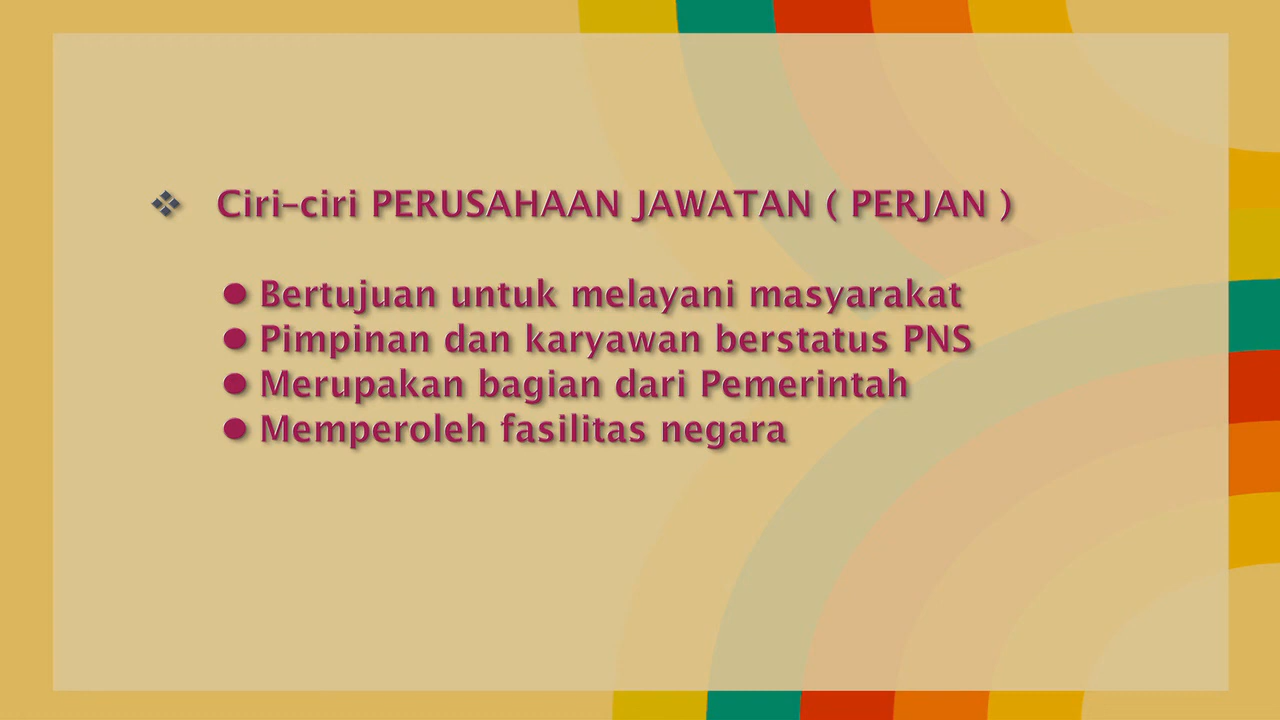 ❖ Ciri-ciri PERUSAHAAN JAWATAN ( PERJAN )
● Bertujuan untuk melayani masyarakat
● Pimpinan dan karyawan berstatus PNS
● Merupakan bagian dari Pemerintah
● Memperoleh fasilitas negara